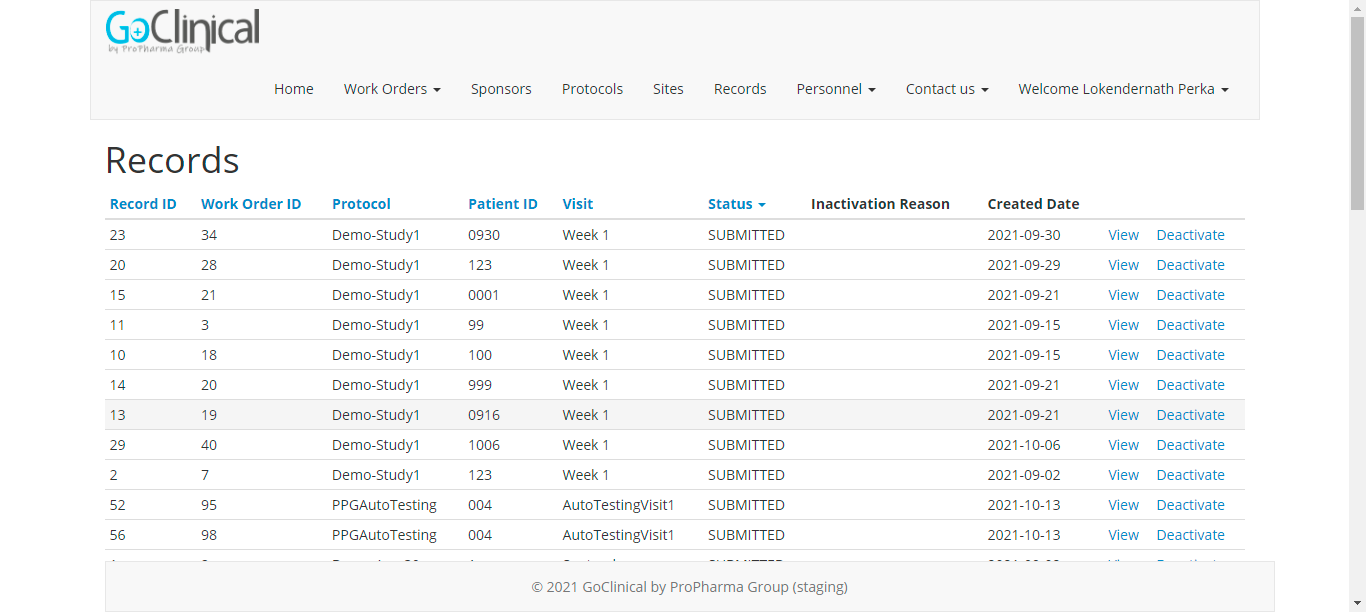 GoClinical
by ProPharma Group
Home Work Orders Sponsors Protocols Sites Records Personnel Contact us Welcome Lokendernath Perka
Records
Record ID Work Order ID Protocol Patient ID Visit Status Inactivation Reason Created Date
23 34 Demo-Study1 0930 Week 1 SUBMITTED 2021-09-30 View Deactivate
20 28 Demo-Study1 123 Week 1 SUBMITTED 2021-09-29 View Deactivate
15 21 Demo-Study1 0001 Week 1 SUBMITTED 2021-09-21 View Deactivate
11 3 Demo-Study1 99 Week 1 SUBMITTED 2021-09-15 View Deactivate
10 18 Demo-Study1 100 Week 1 SUBMITTED 2021-09-15 View Deactivate
14 20 Demo-Study1 999 Week 1 SUBMITTED 2021-09-21 View Deactivate
13 19 Demo-Study1 0916 Week 1 SUBMITTED 2021-09-21 View Deactivate
29 40 Demo-Study1 1006 Week 1 SUBMITTED 2021-10-06 View Deactivate
2 7 Demo-Study1 123 Week 1 SUBMITTED 2021-09-02 View Deactivate
52 95 PPGAutoTesting 004 AutoTestingVisit1 SUBMITTED 2021-10-13 View Deactivate
56 98 PPGAutoTesting 004 AutoTestingVisit1 SUBMITTED 2021-10-13 View Deactivate
© 2021 GoClinical by ProPharma Group (staging)